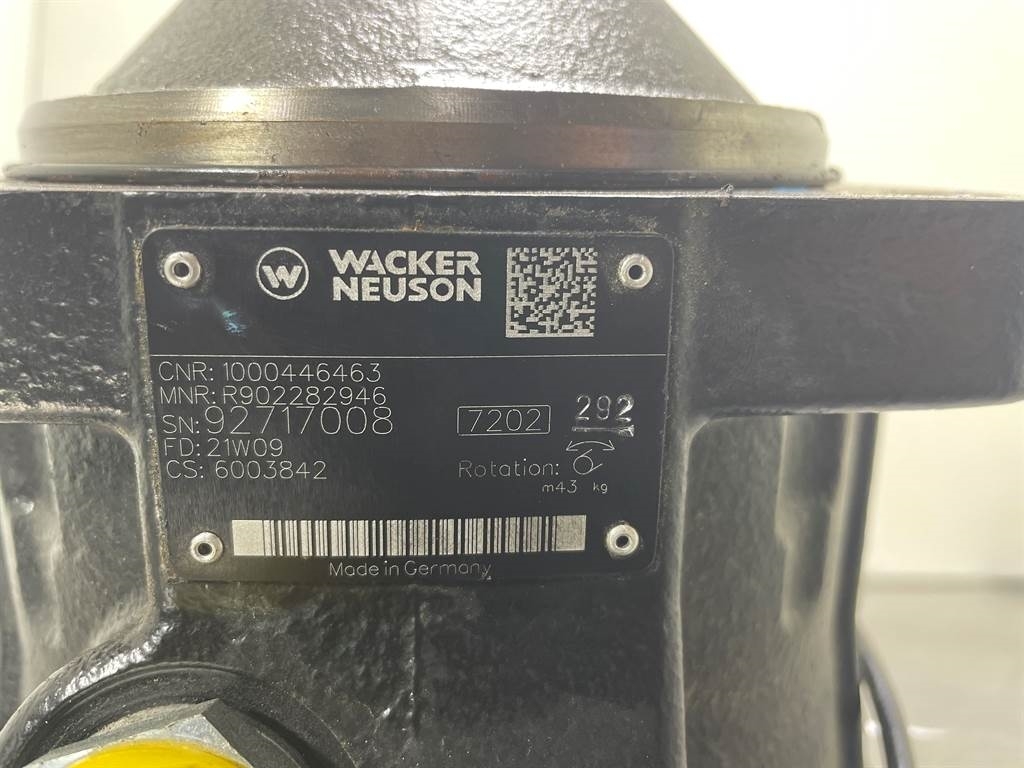 W WACKER
NEUSON
CNR: 1000446463
MNR: R902282946
SN: 92717008 7202 292
FD: 21W09
CS: 6003842 Rotation:
m43 kg
Made in Germany